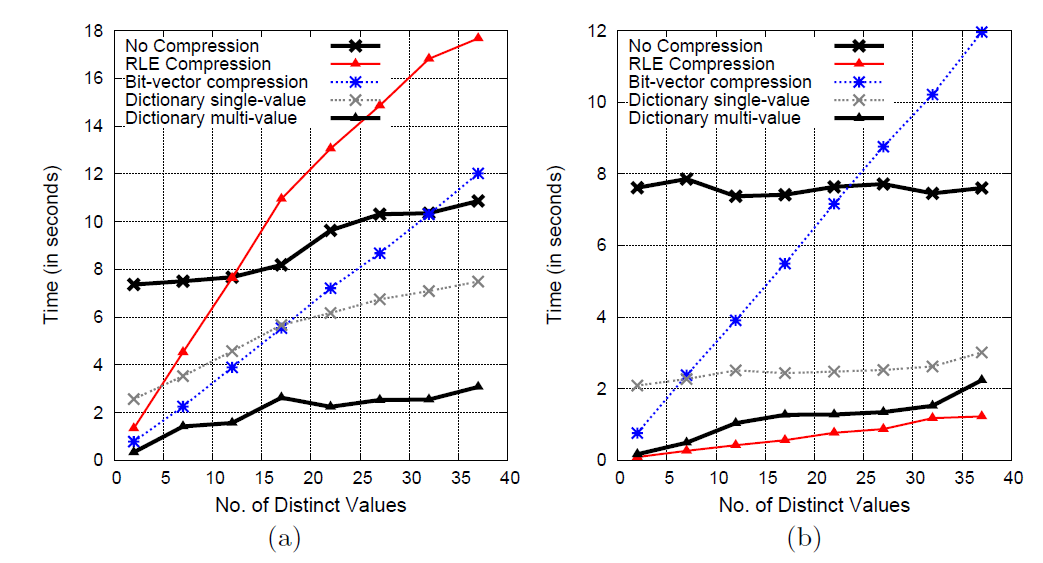 18
16
14
12
10
8
6
4
2
0
Time (in seconds)
No Compression
RLE Compression
Bit-vector compression
Dictionary single-value
Dictionary multi-value
0 5 10 15 20 25 30 35 40
No. of Distinct Values
(a)
12
10
8
6
4
2
0
Time (in seconds)
No Compression
RLE Compression
Bit-vector compression
Dictionary single-value
Dictionary multi-value
0 5 10 15 20 25 30 35 40
No. of Distinct Values
(b)